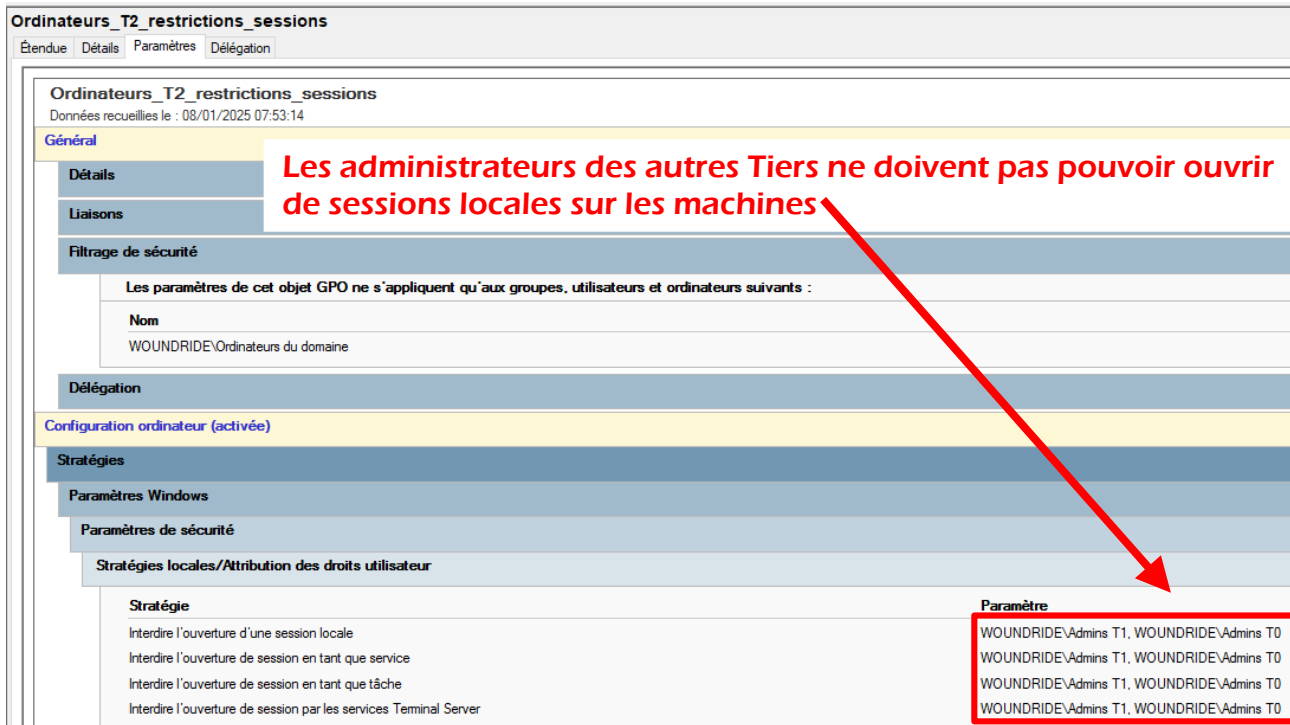 Ordinateurs_T2_restrictions_sessions
Étendue Détails Paramètres Délégation
Ordinateurs_T2_restrictions_sessions
Données recueillies le : 08/01/2025 07:53:14
Général
Les administrateurs des autres Tiers ne doivent pas pouvoir ouvrir
de sessions locales sur les machines
Détails
Liaisons
Filtrage de sécurité
Les paramètres de cet objet GPO ne s'appliquent qu'aux groupes, utilisateurs et ordinateurs suivants :
Nom
WOUNDRIDE\Ordinateurs du domaine
Délégation
Configuration ordinateur (activée)
Stratégies
Paramètres Windows
Paramètres de sécurité
Stratégies locales/Attribution des droits utilisateur
Stratégie Paramètre
Interdire l'ouverture d'une session locale WOUNDRIDE\Admins T1, WOUNDRIDE\Admins T0
Interdire l'ouverture de session en tant que service WOUNDRIDE\Admins T1, WOUNDRIDE\Admins T0
Interdire l'ouverture de session en tant que tâche WOUNDRIDE\Admins T1, WOUNDRIDE\Admins T0
Interdire l'ouverture de session par les services Terminal Server WOUNDRIDE\Admins T1, WOUNDRIDE\Admins T0